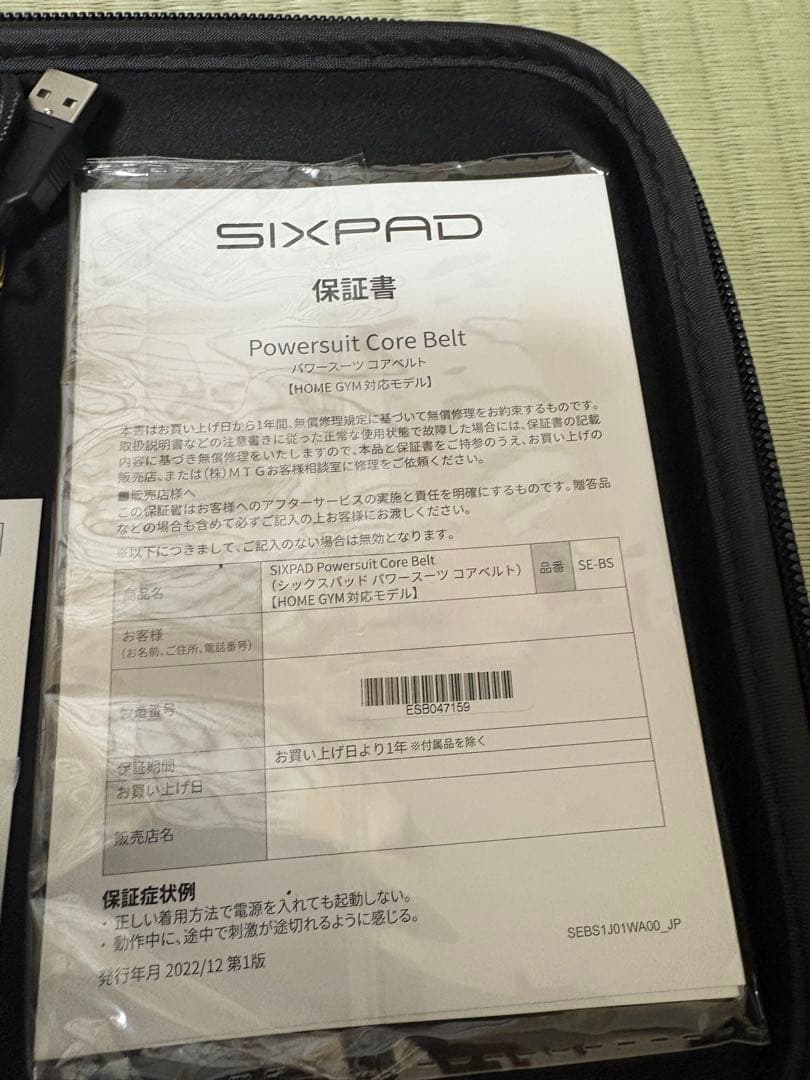 SIXPAD
保証書
Powersuit Core Belt
パワースーツ コアベルト
【HOME GYM 対応モデル】
本書はお買い上げ日から1年間、無償修理規定に基づいて無償修理をお約束するものです。
取扱説明書などの注意書きに従った正常な使用状態で故障した場合には、保証書の記載
内容に基づき無償修理をいたしますので、本品と保証書をご持参のうえ、お買い上げの
販売店、または(株)MTGお客様相談室に修理をご依頼ください。
■販売店様へ
この保証書はお客様へのアフターサービスの実施と責任を明確にするものです。贈答品
などの場合も含めて必ずご記入の上お客様にお渡しください。
※以下につきまして、ご記入のない場合は無効となります。
商品名
SIXPAD Powersuit Core Belt
(シックスパッド パワースーツ コアベルト)
【HOME GYM 対応モデル】
品番 SE-BS
お客様
(お名前、ご住所、電話番号)
製造番号
ESB047159
保証期間 お買い上げ日より1年 ※付属品を除く
お買い上げ日
販売店名
保証症状例
・正しい着用方法で電源を入れても起動しない。
・動作中に、途中で刺激が途切れるように感じる。
発行年月 2022/12 第1版
SEBS1J01WA00_JP